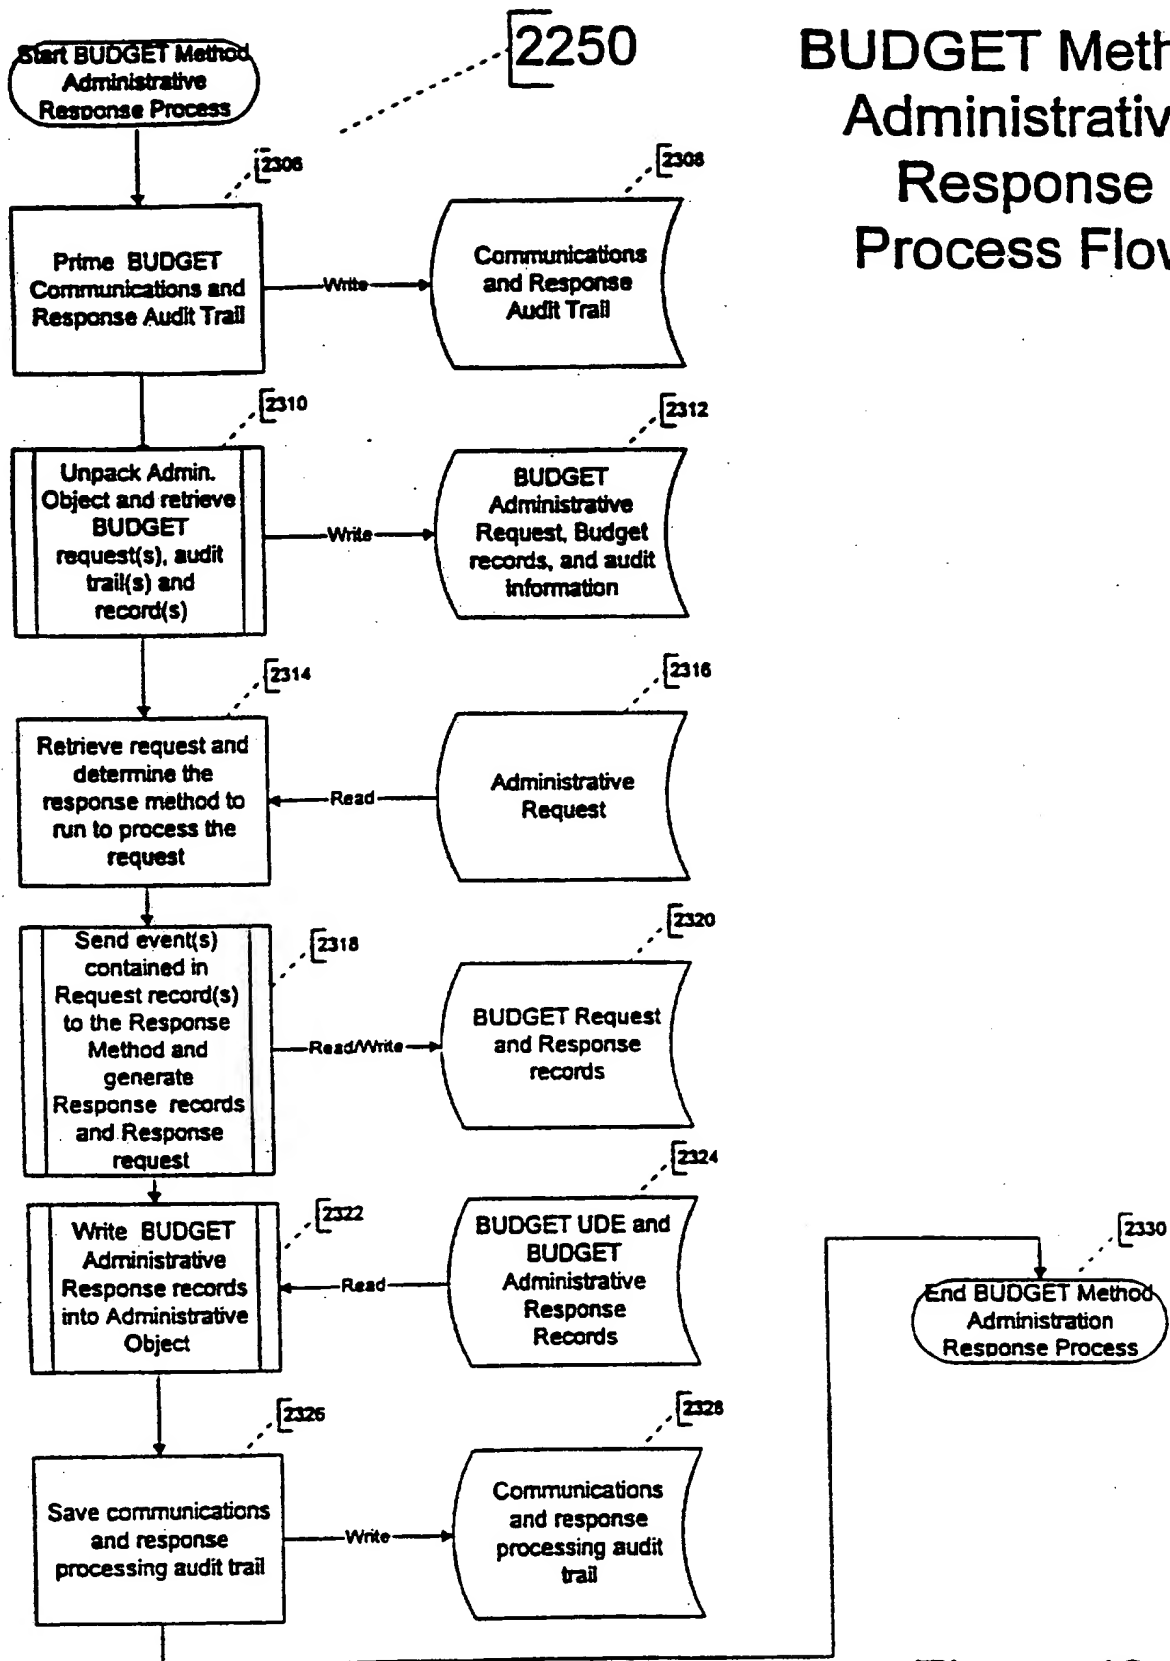 2250
BUDGET Meth
Administrativ
Response
Process Flow
Start BUDGET Method
Administrative
Response Process
2306
Prime BUDGET
Communications and
Response Audit Trail
Write
2308
Communications
and Response
Audit Trail
2310
Unpack Admin.
Object and retrieve
BUDGET
request(s), audit
trail(s) and
record(s)
Write
2312
BUDGET
Administrative
Request, Budget
records, and audit
information
2314
Retrieve request and
determine the
response method to
run to process the
request
Read
2316
Administrative
Request
2318
Send event(s)
contained in
Request record(s)
to the Response
Method and
generate
Response records
and Response
request
Read/Write
2320
BUDGET Request
and Response
records
2322
Write BUDGET
Administrative
Response records
into Administrative
Object
Read
2324
BUDGET UDE and
BUDGET
Administrative
Response
Records
2326
Save communications
and response
processing audit trail
Write
2328
Communications
and response
processing audit
trail
2330
End BUDGET Method
Administration
Response Process